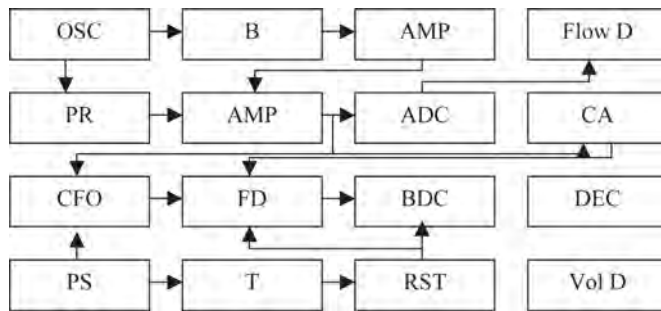 OSC B AMP Flow D
PR AMP ADC CA
CFO FD BDC DEC
PS T RST Vol D